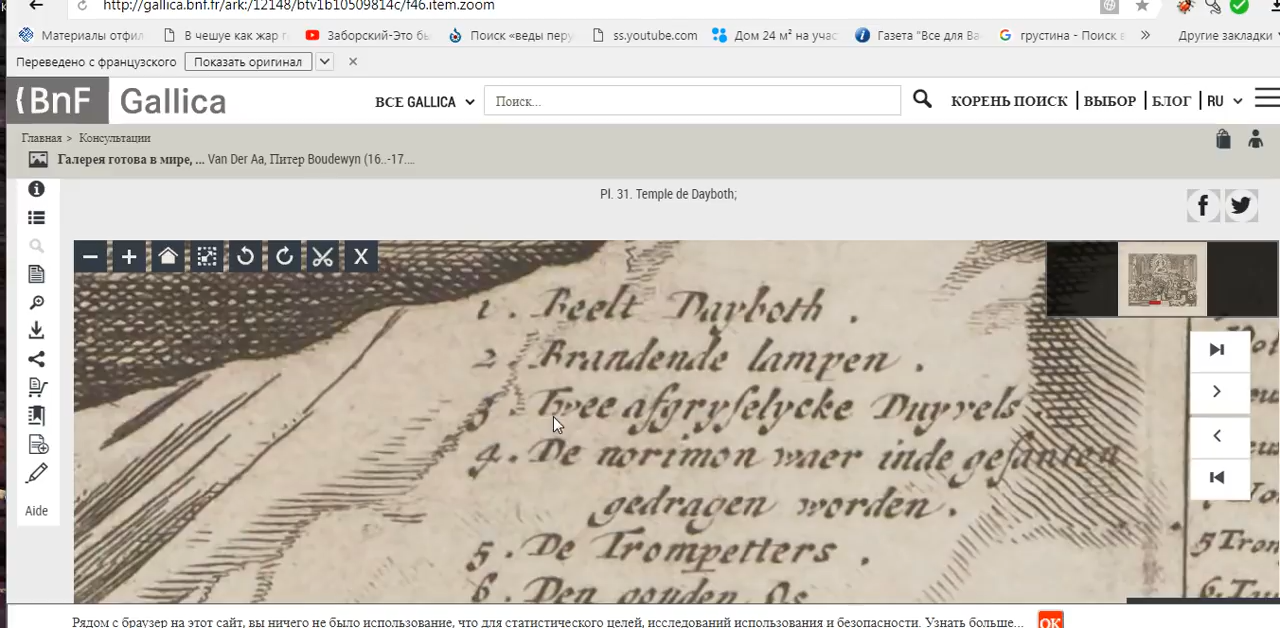 http://gallica.bnf.fr/ark:/12148/btv1b10509814c/f46.item.zoom
Материалы отфил В чешуе как жар г Заборский-Это бы Поиск «веды перу ss.youtube.com Дом 24 м² на учас Газета "Все для Ва грустина - Поиск в » Другие закладки
Переведено с французского Показать оригинал
{BnF Gallica
ВСЕ GALLICA Поиск... КОРЕНЬ ПОИСК ВЫБОР БЛОГ RU
Главная > Консультации
Галерея готова в мире, ... Van Der Aa, Питер Boudewyn (16..-17....
Pl. 31. Temple de Dayboth;
1. Beelt Dayboth.
2. Brandende lampen.
3. Twee afgryselycke Duyvels.
4. De norimon waer inde gesanten
gedragen worden.
5. De Trompetters.
5 Tron
6. Den gouden Os
6.
Aide
Рядом с браузер на этот сайт, вы ничего не было использование, что для статистического целей, исследований использования и безопасности. Узнать больше... OK